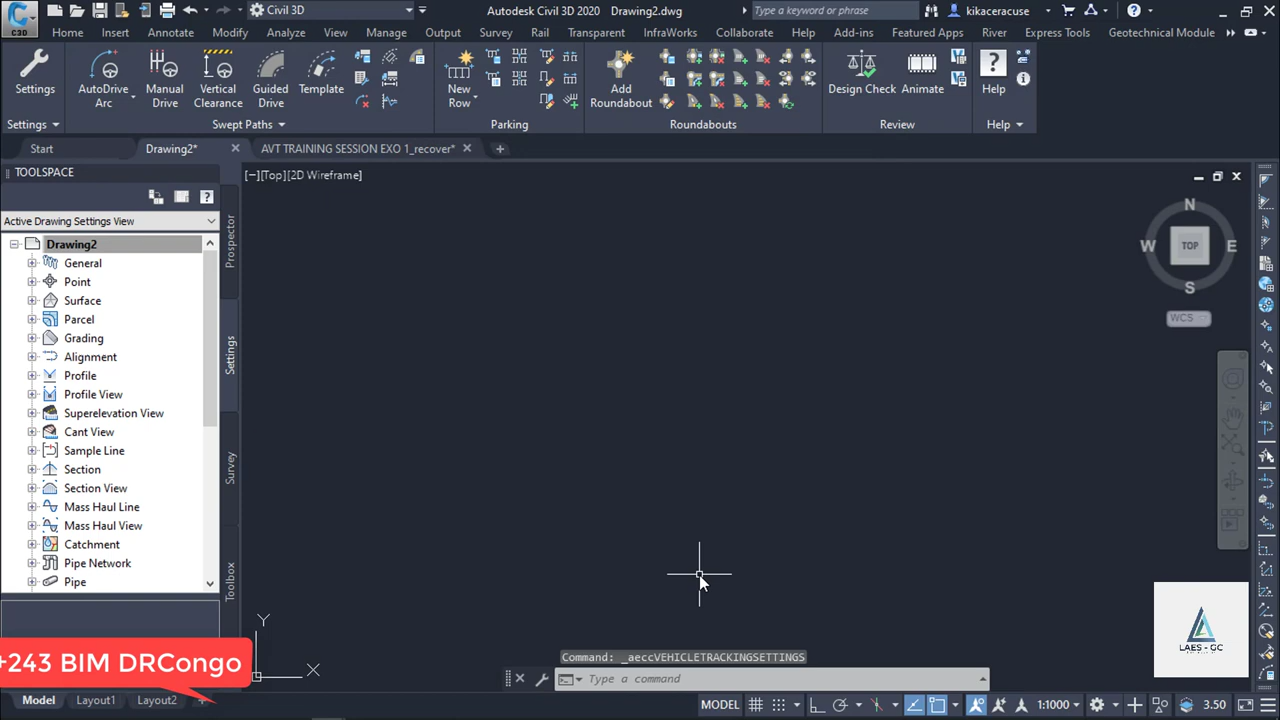 C3D
Civil 3D
Autodesk Civil 3D 2020 Drawing2.dwg
Type a keyword or phrase
kikaceracuse
Home Insert Annotate Modify Analyze View Manage Output Survey Rail Transparent InfraWorks Collaborate Help Add-ins Featured Apps River Express Tools Geotechnical Module
Settings
AutoDrive Arc
Manual Drive
Vertical Clearance
Guided Drive
Template
New Row
Add Roundabout
Design Check
Animate
Help
Settings Swept Paths Parking Roundabouts Review Help
Start Drawing2* AVT TRAINING SESSION EXO 1_recover*
TOOLSPACE
[−][Top][2D Wireframe]
Active Drawing Settings View
Drawing2
General
Point
Surface
Parcel
Grading
Alignment
Profile
Profile View
Superelevation View
Cant View
Sample Line
Section
Section View
Mass Haul Line
Mass Haul View
Catchment
Pipe Network
Pipe
Prospector
Settings
Survey
Toolbox
N
W TOP E
S
WCS
Y
X
Command: _aeccVEHICLETRACKINGSETTINGS
Type a command
+243 BIM DRCongo
LAES - GC
Model Layout1 Layout2 +
MODEL 1:1000 3.50